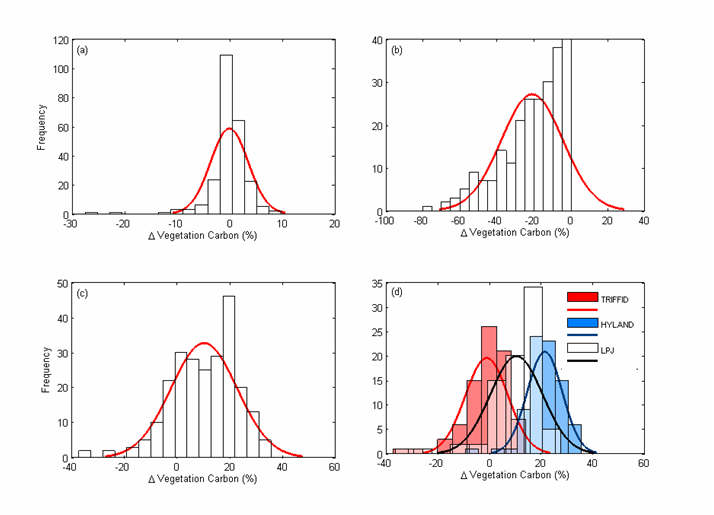 (a)
120
100
80
60
40
20
0
Frequency
-30 -20 -10 0 10 20
Δ Vegetation Carbon (%)
(b)
40
30
20
10
0
-100 -80 -60 -40 -20 0 20 40
Δ Vegetation Carbon (%)
(c)
50
40
30
20
10
0
Frequency
-40 -20 0 20 40 60
Δ Vegetation Carbon (%)
(d)
35
30
25
20
15
10
5
0
TRIFFID
HYLAND
LPJ
-40 -20 0 20 40 60
Δ Vegetation Carbon (%)